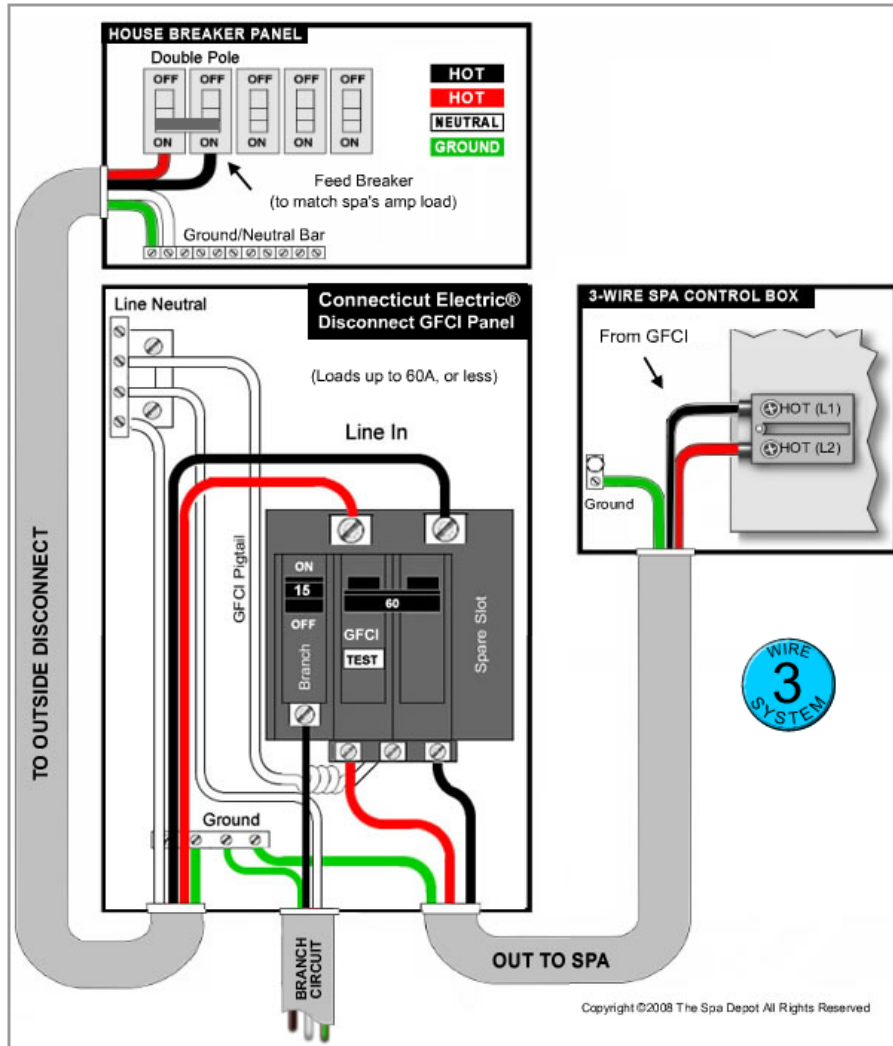 HOUSE BREAKER PANEL
Double Pole
OFF OFF OFF OFF OFF
ON ON ON ON ON
HOT
HOT
NEUTRAL
GROUND
Feed Breaker
(to match spa's amp load)
Ground/Neutral Bar
Line Neutral
Connecticut Electric®
Disconnect GFCI Panel
(Loads up to 60A, or less)
Line In
GFCI Pigtail
ON
15
OFF
Branch
60
GFCI
TEST
Spare Slot
Ground
TO OUTSIDE DISCONNECT
BRANCH
CIRCUIT
OUT TO SPA
3-WIRE SPA CONTROL BOX
From GFCI
HOT (L1)
HOT (L2)
Ground
WIRE
3
SYSTEM
Copyright ©2008 The Spa Depot All Rights Reserved